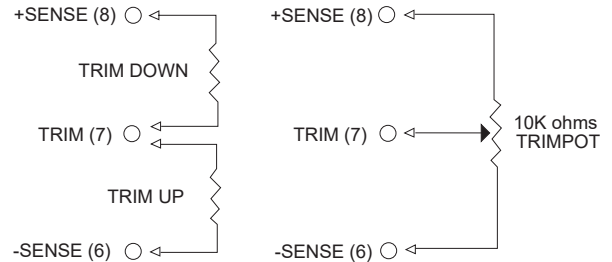 +SENSE (8)
TRIM DOWN
TRIM (7)
TRIM UP
-SENSE (6)
+SENSE (8)
TRIM (7)
10K ohms
TRIMPOT
-SENSE (6)